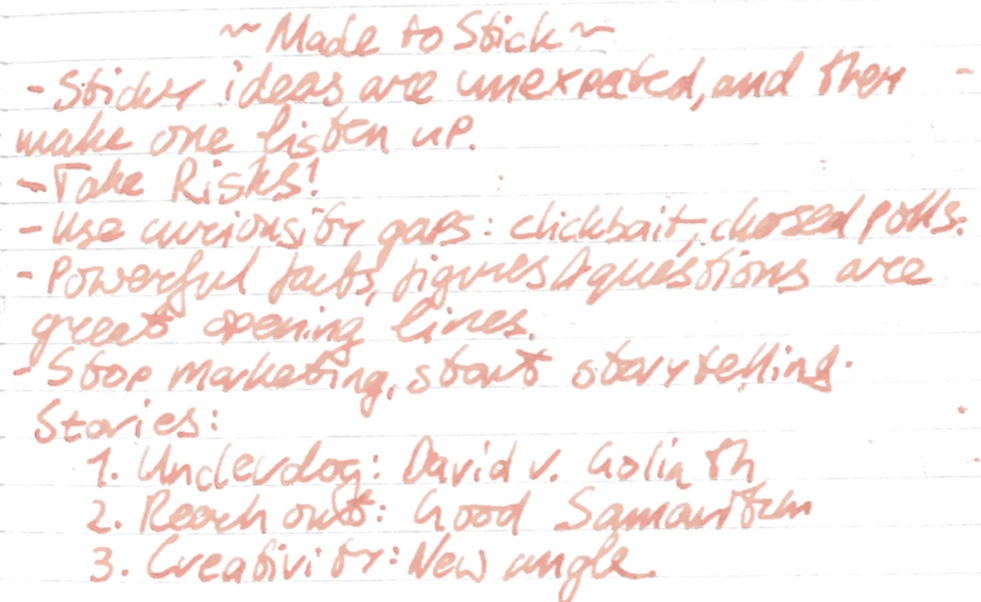 ~ Made to Stick ~
- Sticky ideas are unexpected, and they
make one listen up.
- Take Risks!
- Use curiousity gaps: clickbait, closed polls.
- Powerful facts, figures & questions are
great opening lines.
- Stop marketing, start storytelling.
Stories:
1. Underdog: David v. Goliath
2. Reach out: Good Samaritan
3. Creativity: New angle.